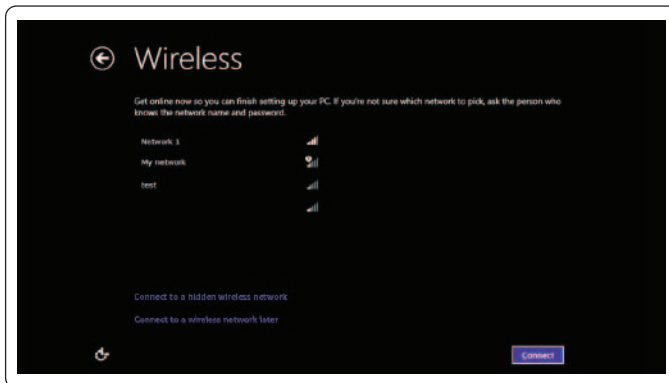 Wireless
Get online now so you can finish setting up your PC. If you're not sure which network to pick, ask the person who
knows the network name and password.
Network 1
My network
test
Connect to a hidden wireless network
Connect to a wireless network later
Connect